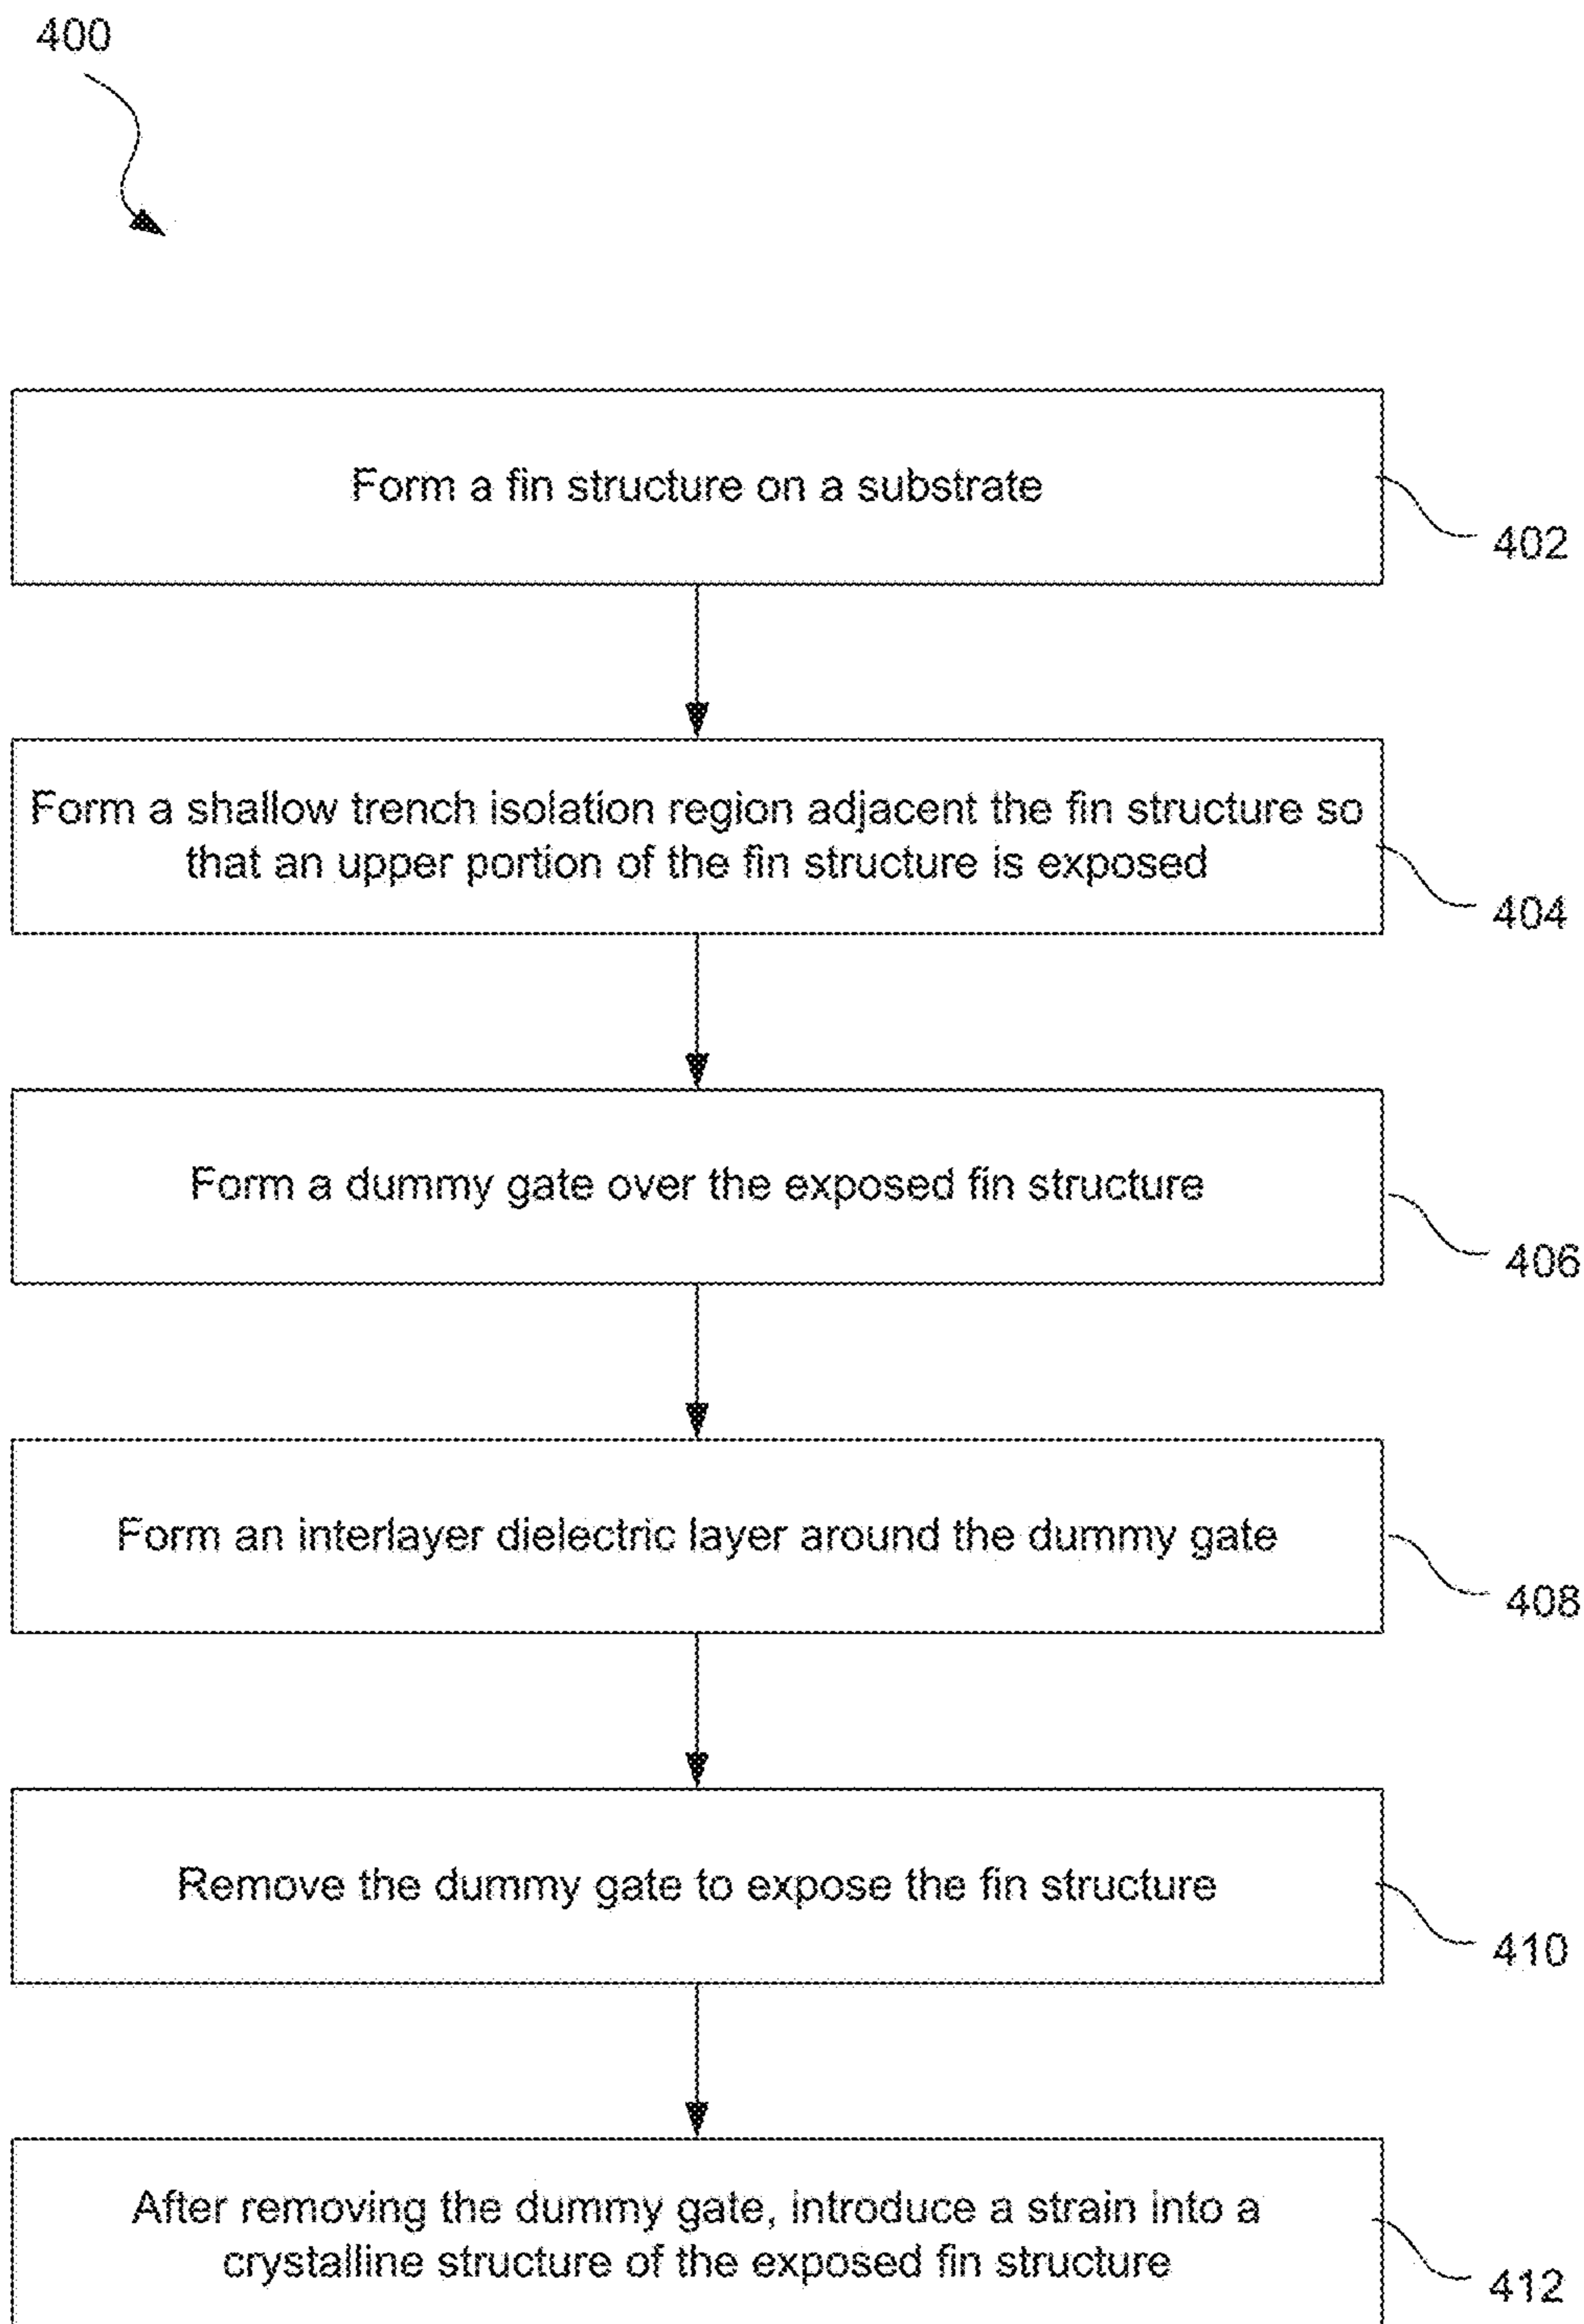 400
Form a fin structure on a substrate
402
Form a shallow trench isolation region adjacent the fin structure so
that an upper portion of the fin structure is exposed
404
Form a dummy gate over the exposed fin structure
406
Form an interlayer dielectric layer around the dummy gate
408
Remove the dummy gate to expose the fin structure
410
After removing the dummy gate, introduce a strain into a
crystalline structure of the exposed fin structure
412